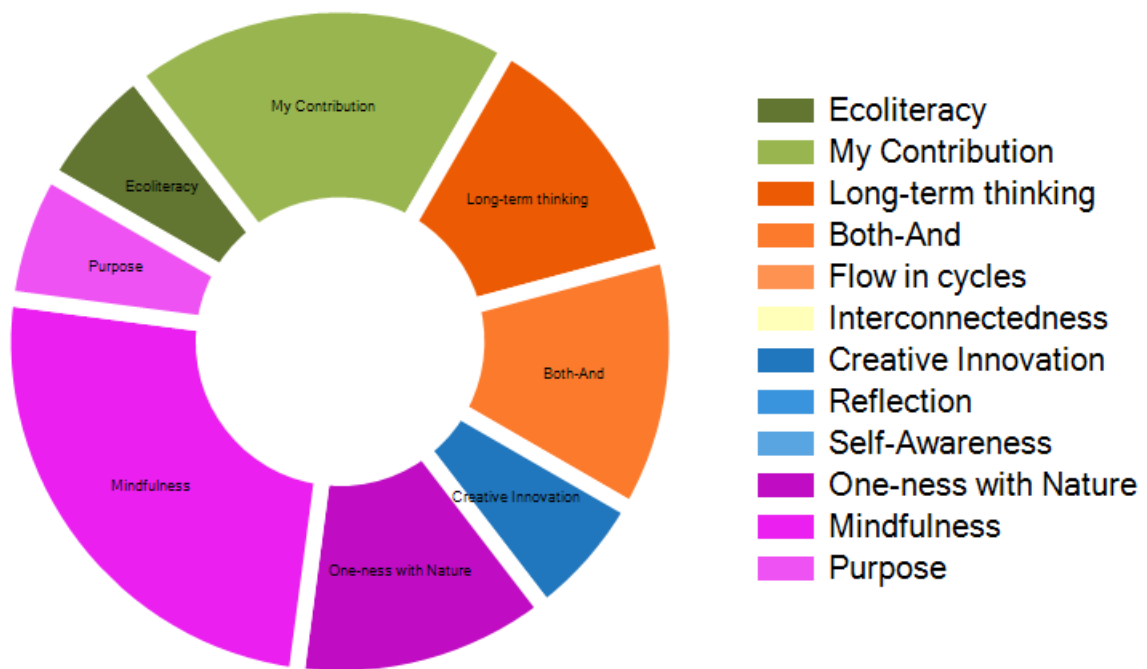 My Contribution
Ecoliteracy
Long-term thinking
Purpose
Both-And
Mindfulness
Creative Innovation
One-ness with Nature
Ecoliteracy
My Contribution
Long-term thinking
Both-And
Flow in cycles
Interconnectedness
Creative Innovation
Reflection
Self-Awareness
One-ness with Nature
Mindfulness
Purpose